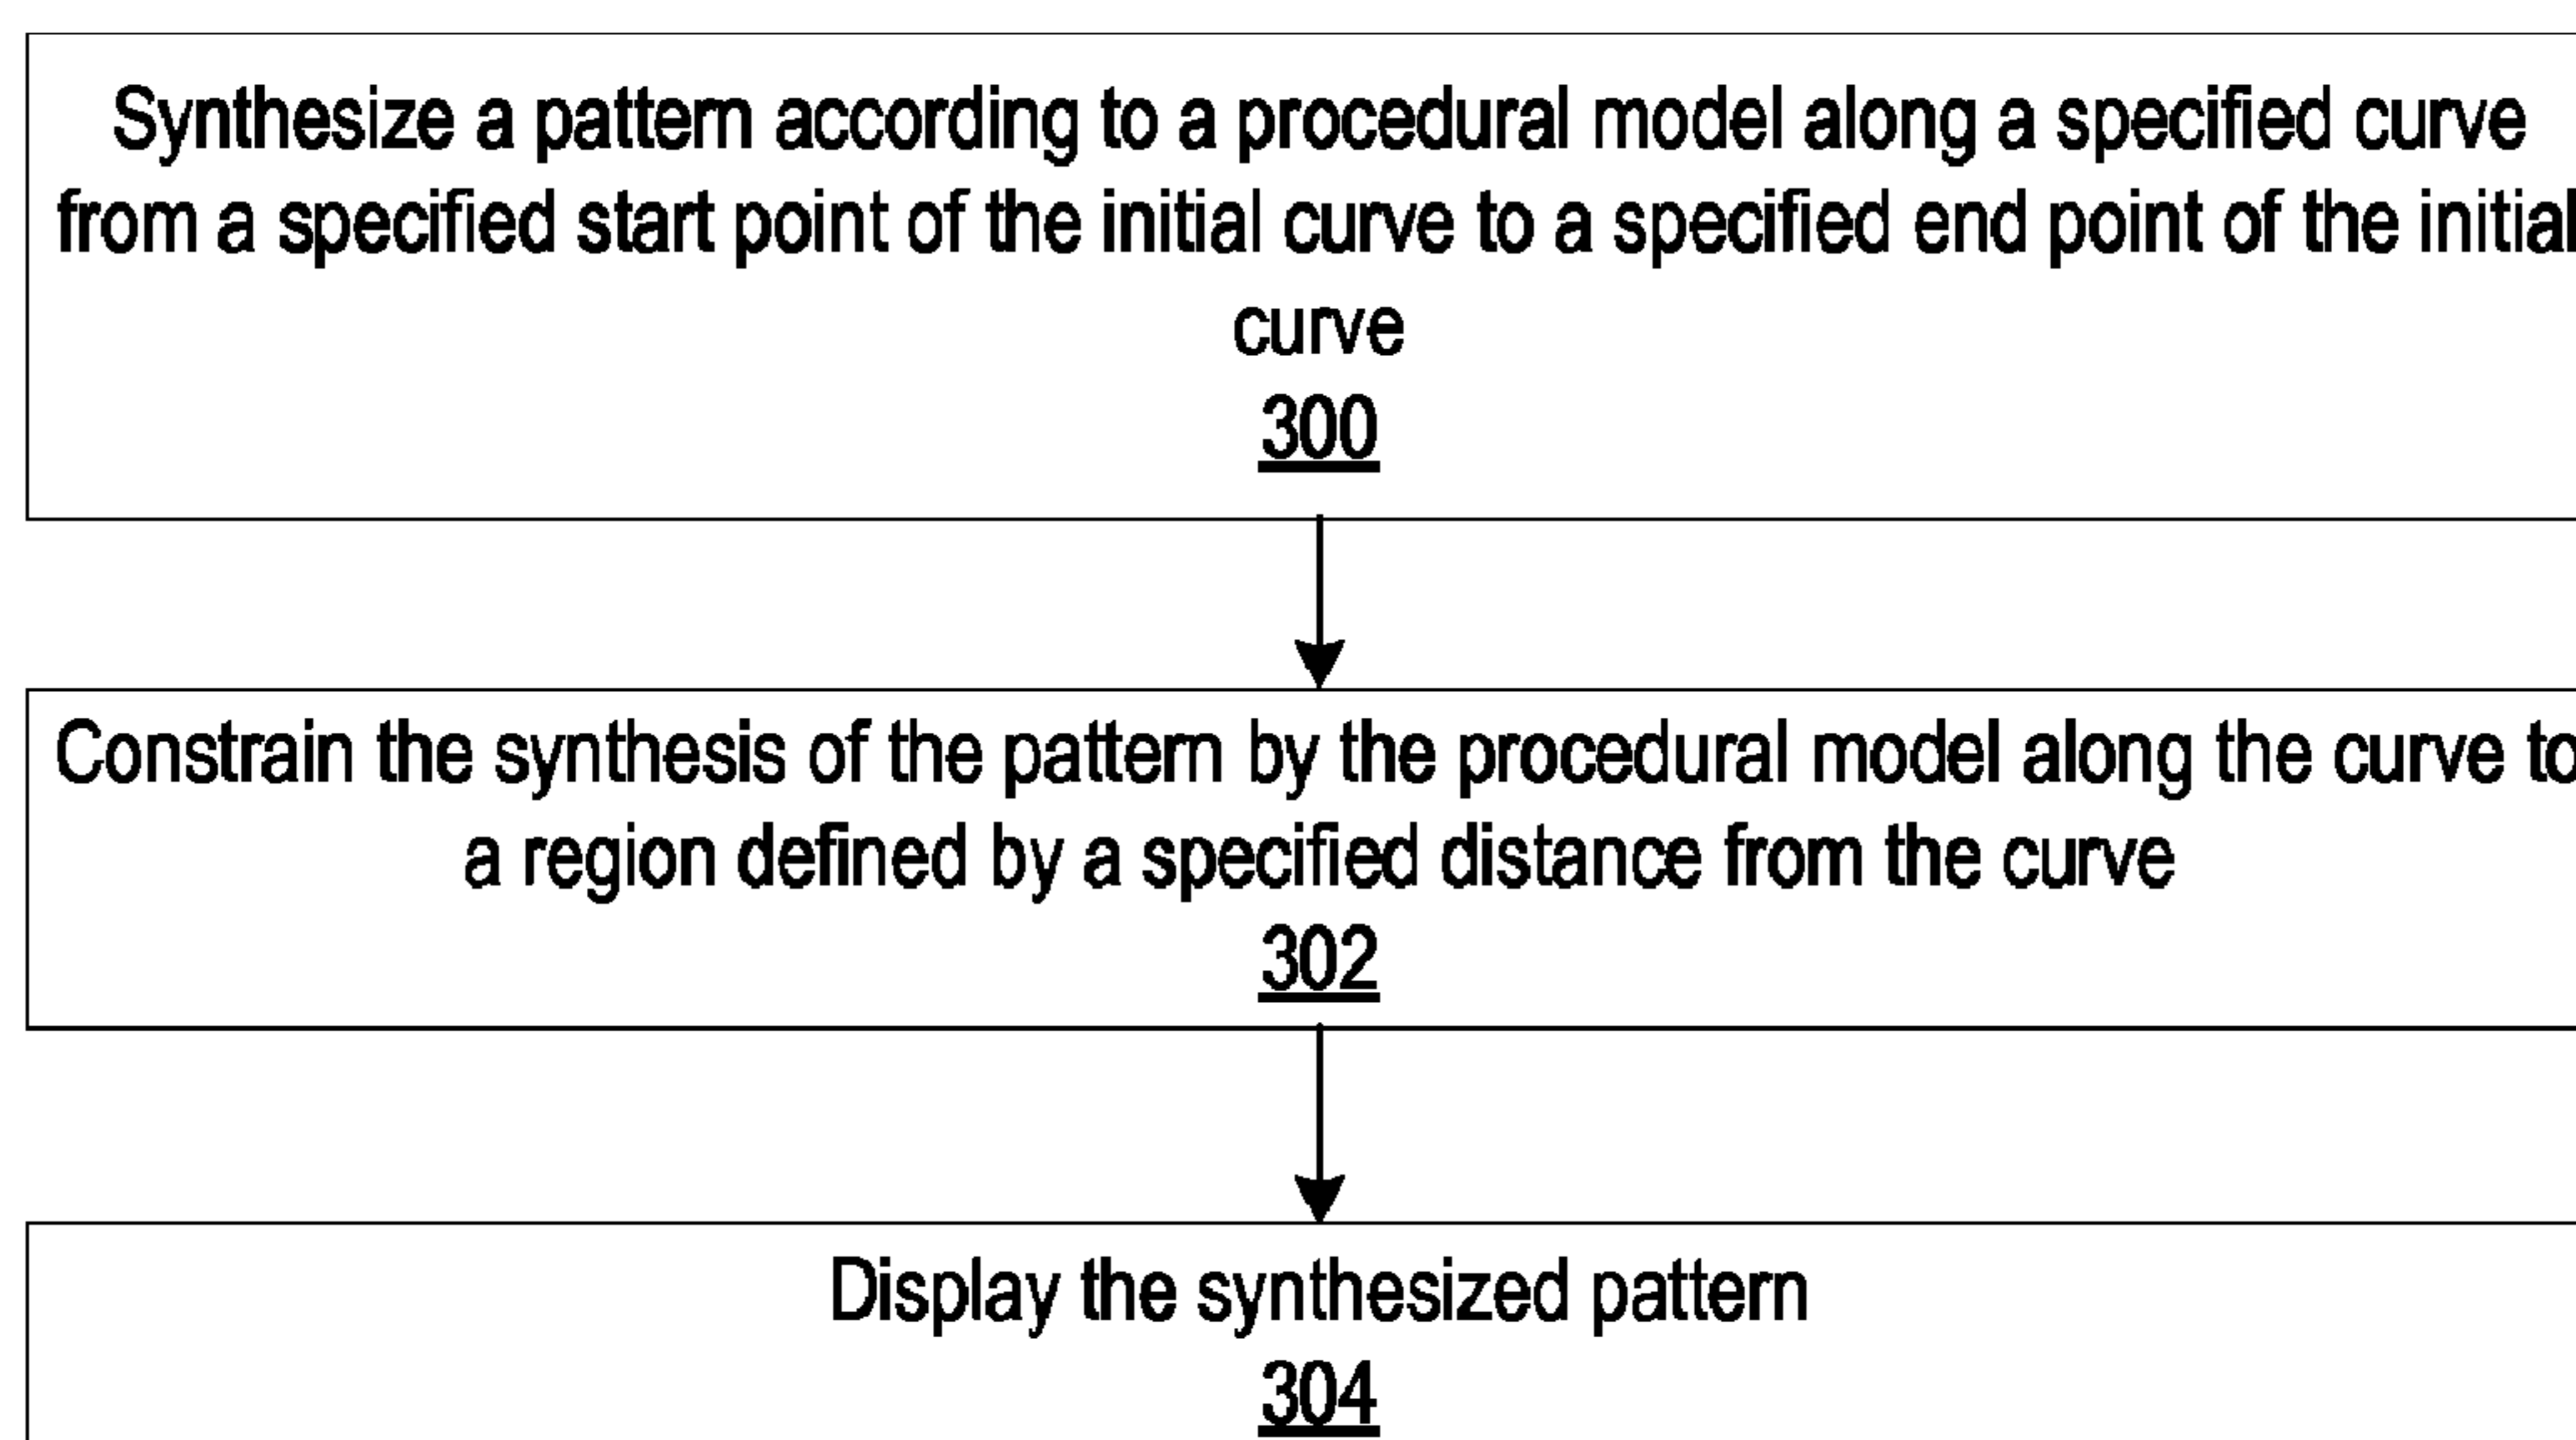 Synthesize a pattern according to a procedural model along a specified curve
from a specified start point of the initial curve to a specified end point of the initial
curve
300
Constrain the synthesis of the pattern by the procedural model along the curve to
a region defined by a specified distance from the curve
302
Display the synthesized pattern
304